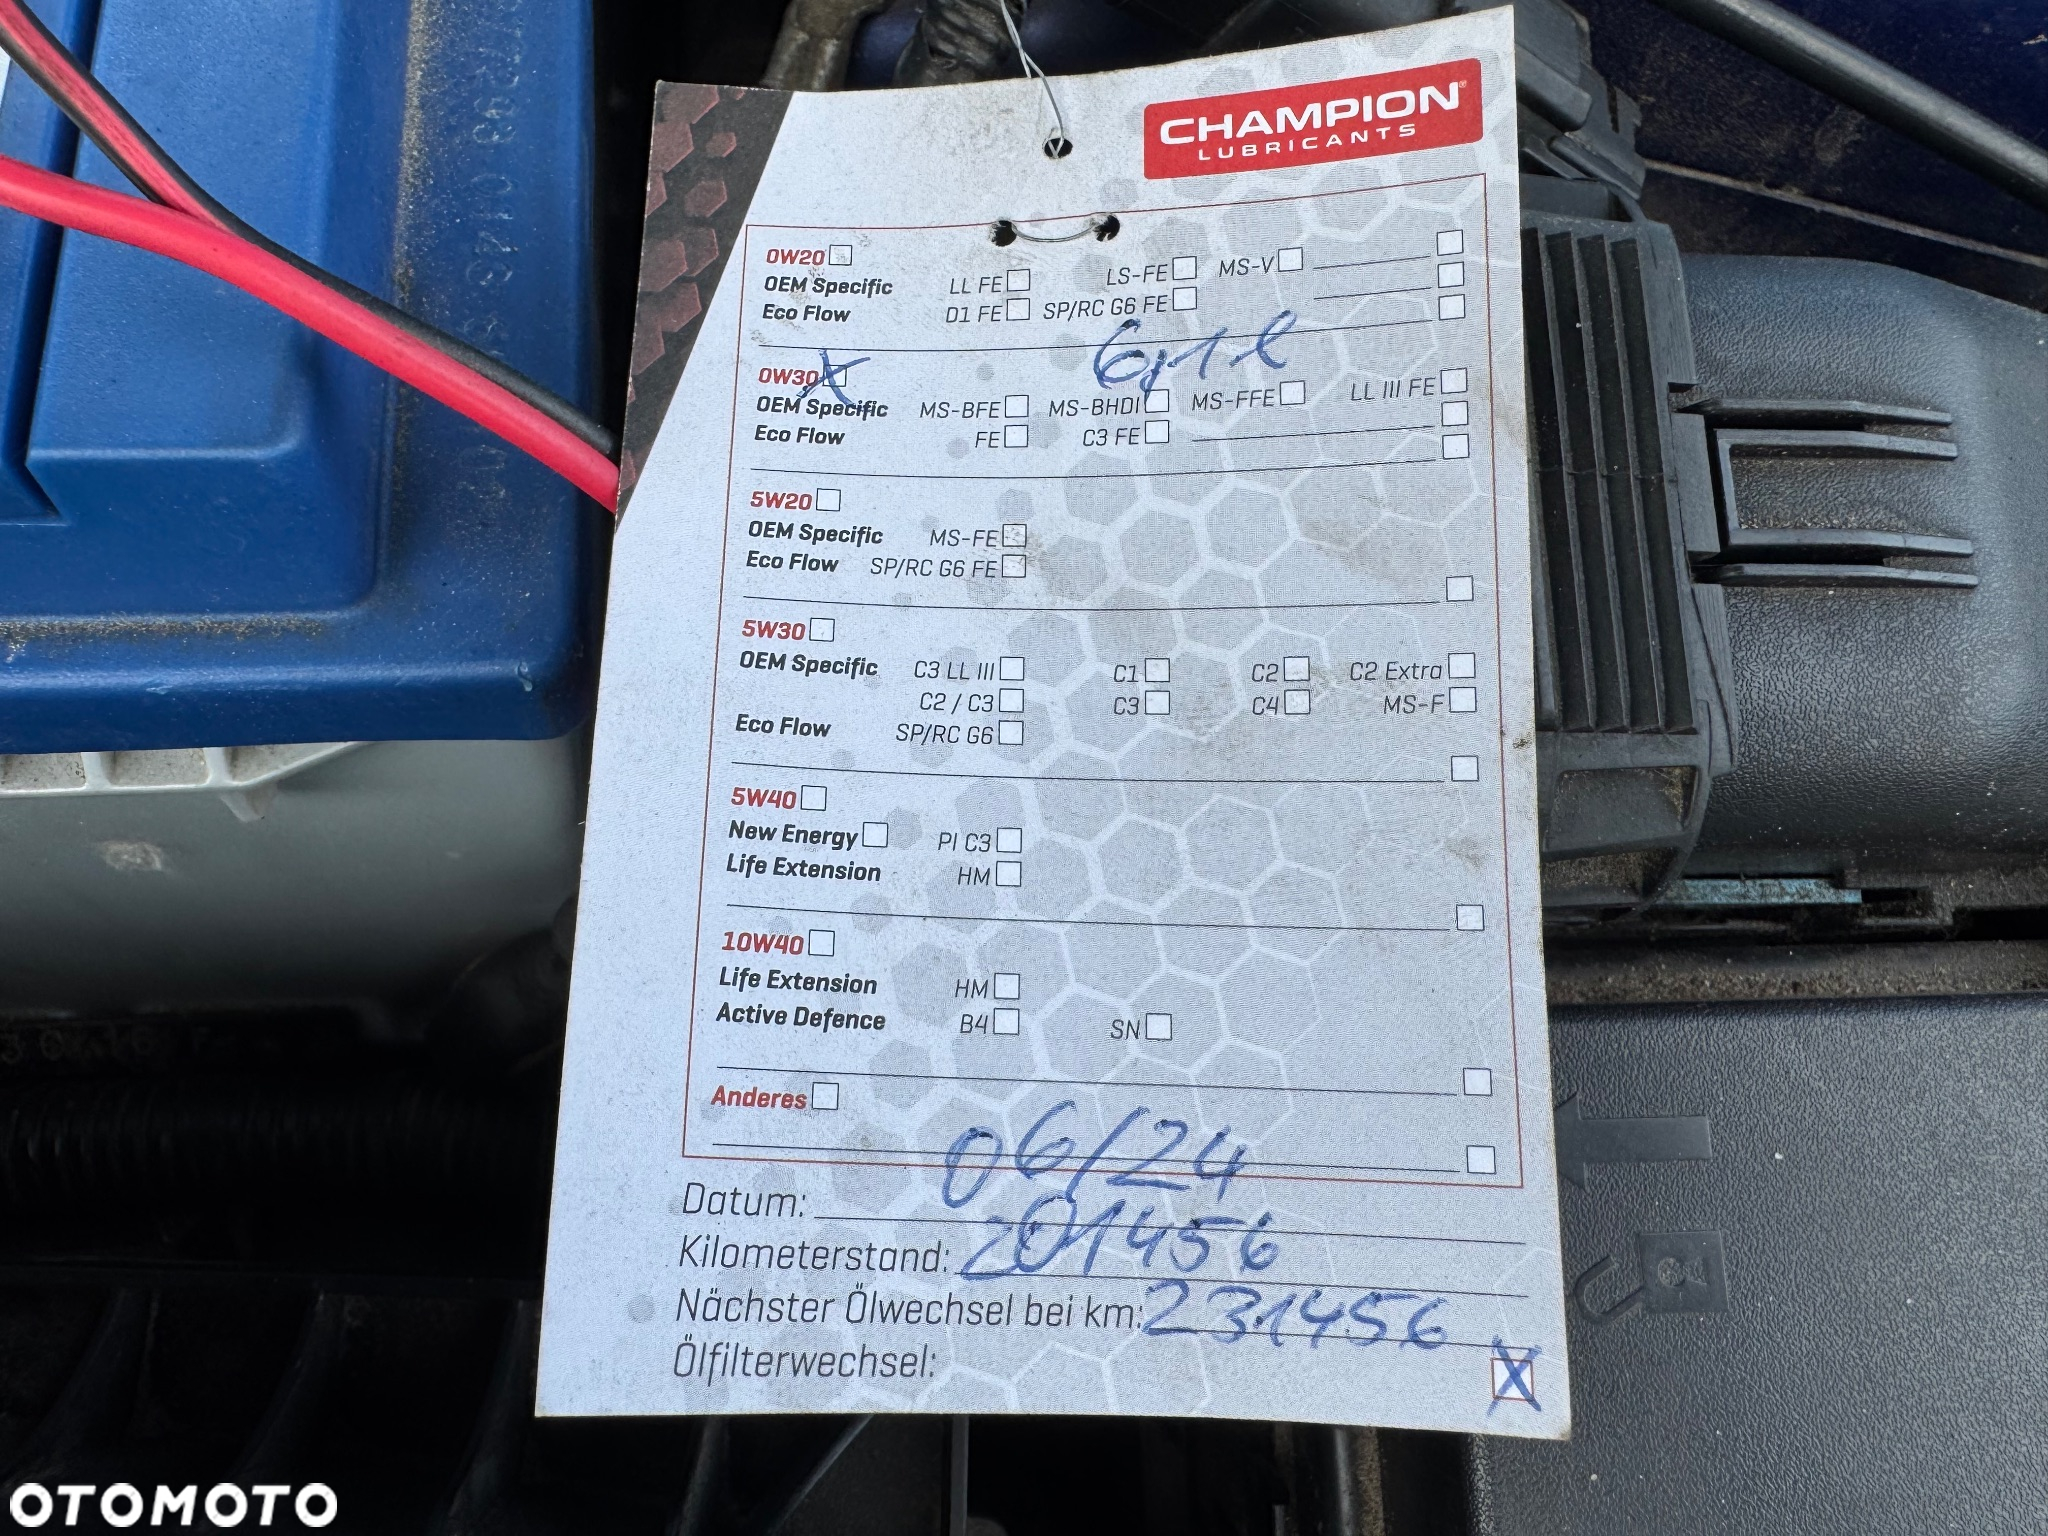 CHAMPION®
LUBRICANTS
0W20
OEM Specific LL FE LS-FE MS-V
Eco Flow D1 FE SP/RC G6 FE
6,1 l
0W30 X
OEM Specific MS-BFE MS-BHDI MS-FFE LL III FE
Eco Flow FE C3 FE
5W20
OEM Specific MS-FE
Eco Flow SP/RC G6 FE
5W30
OEM Specific C3 LL III C1 C2 C2 Extra
C2 / C3 C3 C4 MS-F
Eco Flow SP/RC G6
5W40
New Energy PI C3
Life Extension HM
10W40
Life Extension HM
Active Defence B4 SN
Anderes
Datum: 06/24
Kilometerstand: 201456
Nächster Ölwechsel bei km: 231456
Ölfilterwechsel: X
OTOMOTO